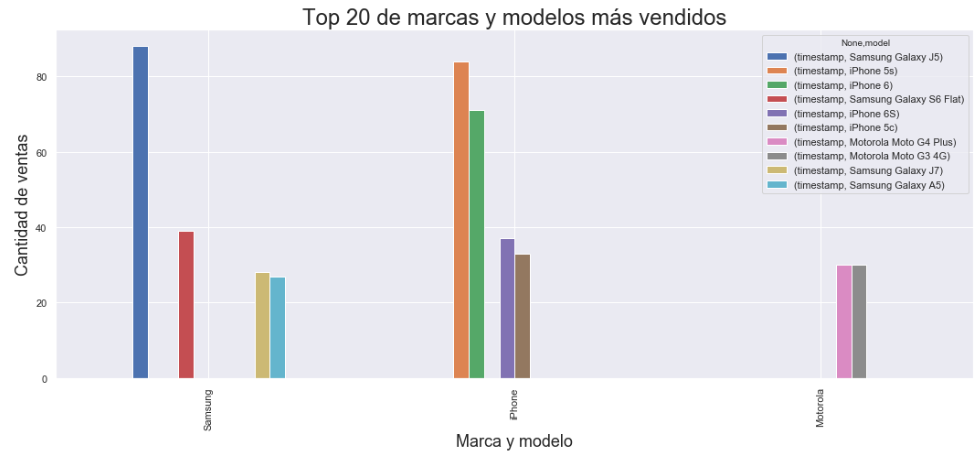 Top 20 de marcas y modelos más vendidos
None,model
(timestamp, Samsung Galaxy J5)
(timestamp, iPhone 5s)
(timestamp, iPhone 6)
(timestamp, Samsung Galaxy S6 Flat)
(timestamp, iPhone 6S)
(timestamp, iPhone 5c)
(timestamp, Motorola Moto G4 Plus)
(timestamp, Motorola Moto G3 4G)
(timestamp, Samsung Galaxy J7)
(timestamp, Samsung Galaxy A5)
Cantidad de ventas
80
60
40
20
0
Samsung
iPhone
Motorola
Marca y modelo